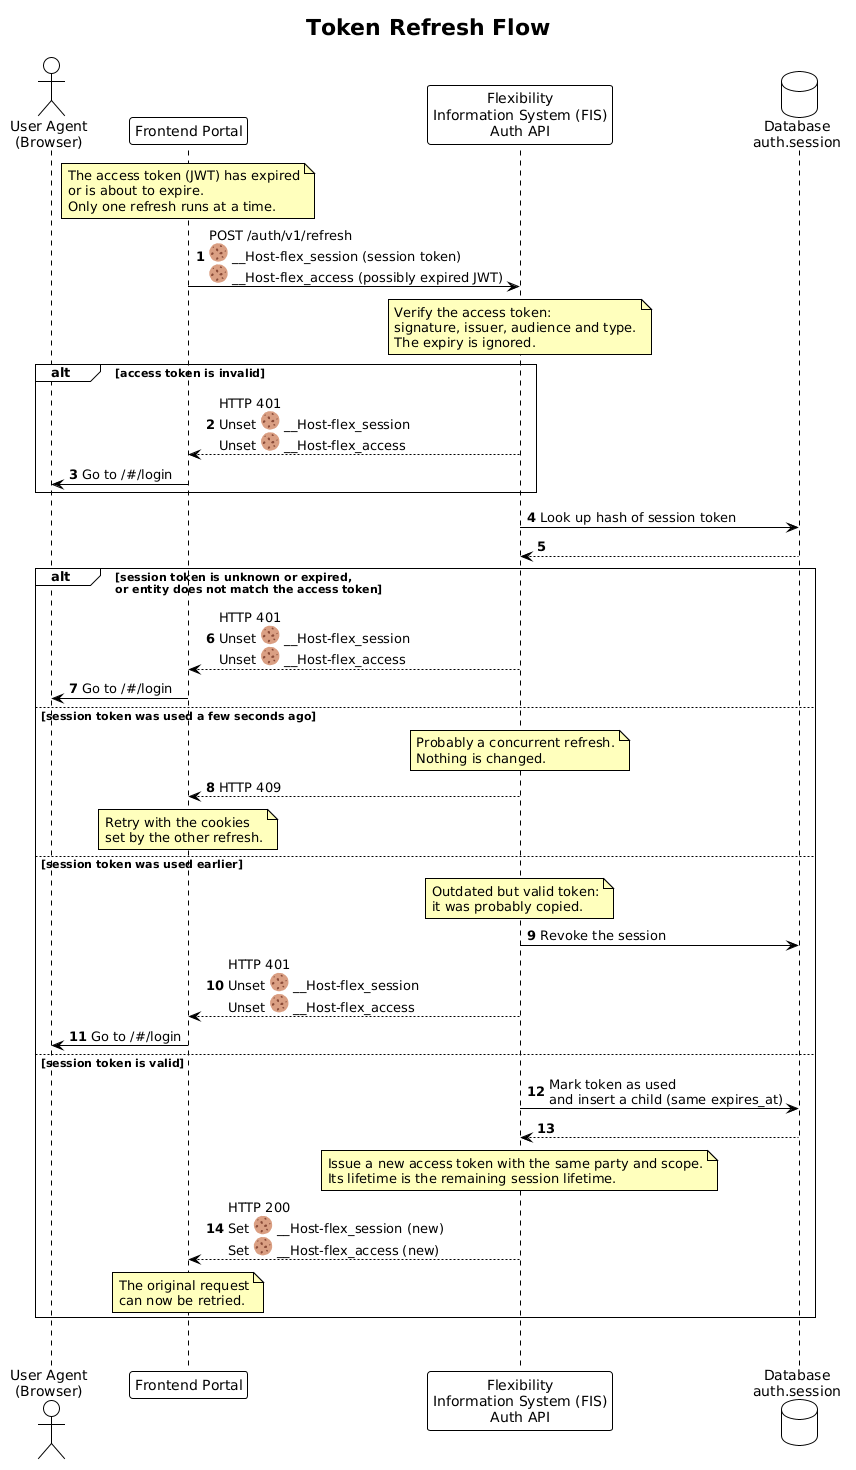 Token Refresh Flow
User Agent
(Browser)
Frontend Portal
Flexibility
Information System (FIS)
Auth API
Database
auth.session
The access token (JWT) has expired
or is about to expire.
Only one refresh runs at a time.
POST /auth/v1/refresh
1 __Host-flex_session (session token)
__Host-flex_access (possibly expired JWT)
Verify the access token:
signature, issuer, audience and type.
The expiry is ignored.
alt [access token is invalid]
HTTP 401
2 Unset __Host-flex_session
Unset __Host-flex_access
3 Go to /#/login
4 Look up hash of session token
5
alt [session token is unknown or expired,
or entity does not match the access token]
HTTP 401
6 Unset __Host-flex_session
Unset __Host-flex_access
7 Go to /#/login
[session token was used a few seconds ago]
Probably a concurrent refresh.
Nothing is changed.
8 HTTP 409
Retry with the cookies
set by the other refresh.
[session token was used earlier]
Outdated but valid token:
it was probably copied.
9 Revoke the session
HTTP 401
10 Unset __Host-flex_session
Unset __Host-flex_access
11 Go to /#/login
[session token is valid]
12 Mark token as used
and insert a child (same expires_at)
13
Issue a new access token with the same party and scope.
Its lifetime is the remaining session lifetime.
HTTP 200
14 Set __Host-flex_session (new)
Set __Host-flex_access (new)
The original request
can now be retried.
User Agent
(Browser)
Frontend Portal
Flexibility
Information System (FIS)
Auth API
Database
auth.session